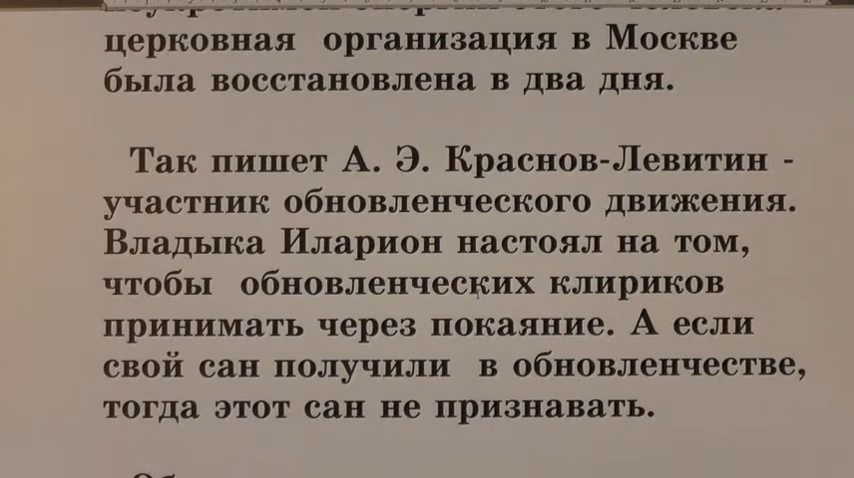 церковная организация в Москве
была восстановлена в два дня.
Так пишет А. Э. Краснов-Левитин -
участник обновленческого движения.
Владыка Иларион настоял на том,
чтобы обновленческих клириков
принимать через покаяние. А если
свой сан получили в обновленчестве,
тогда этот сан не признавать.